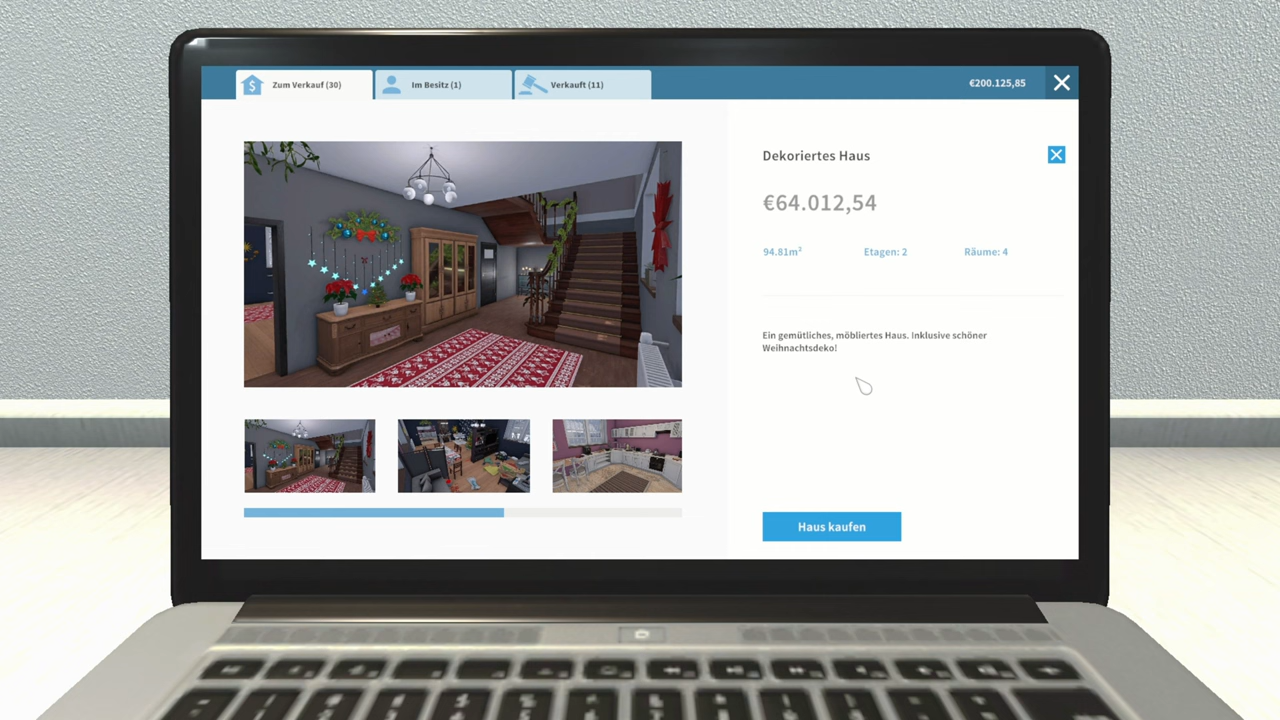 Zum Verkauf (30)
Im Besitz (1)
Verkauft (11)
€200.125,85
Dekoriertes Haus
€64.012,54
94.81m²
Etagen: 2
Räume: 4
Ein gemütliches, möbliertes Haus. Inklusive schöner
Weihnachtsdeko!
Haus kaufen